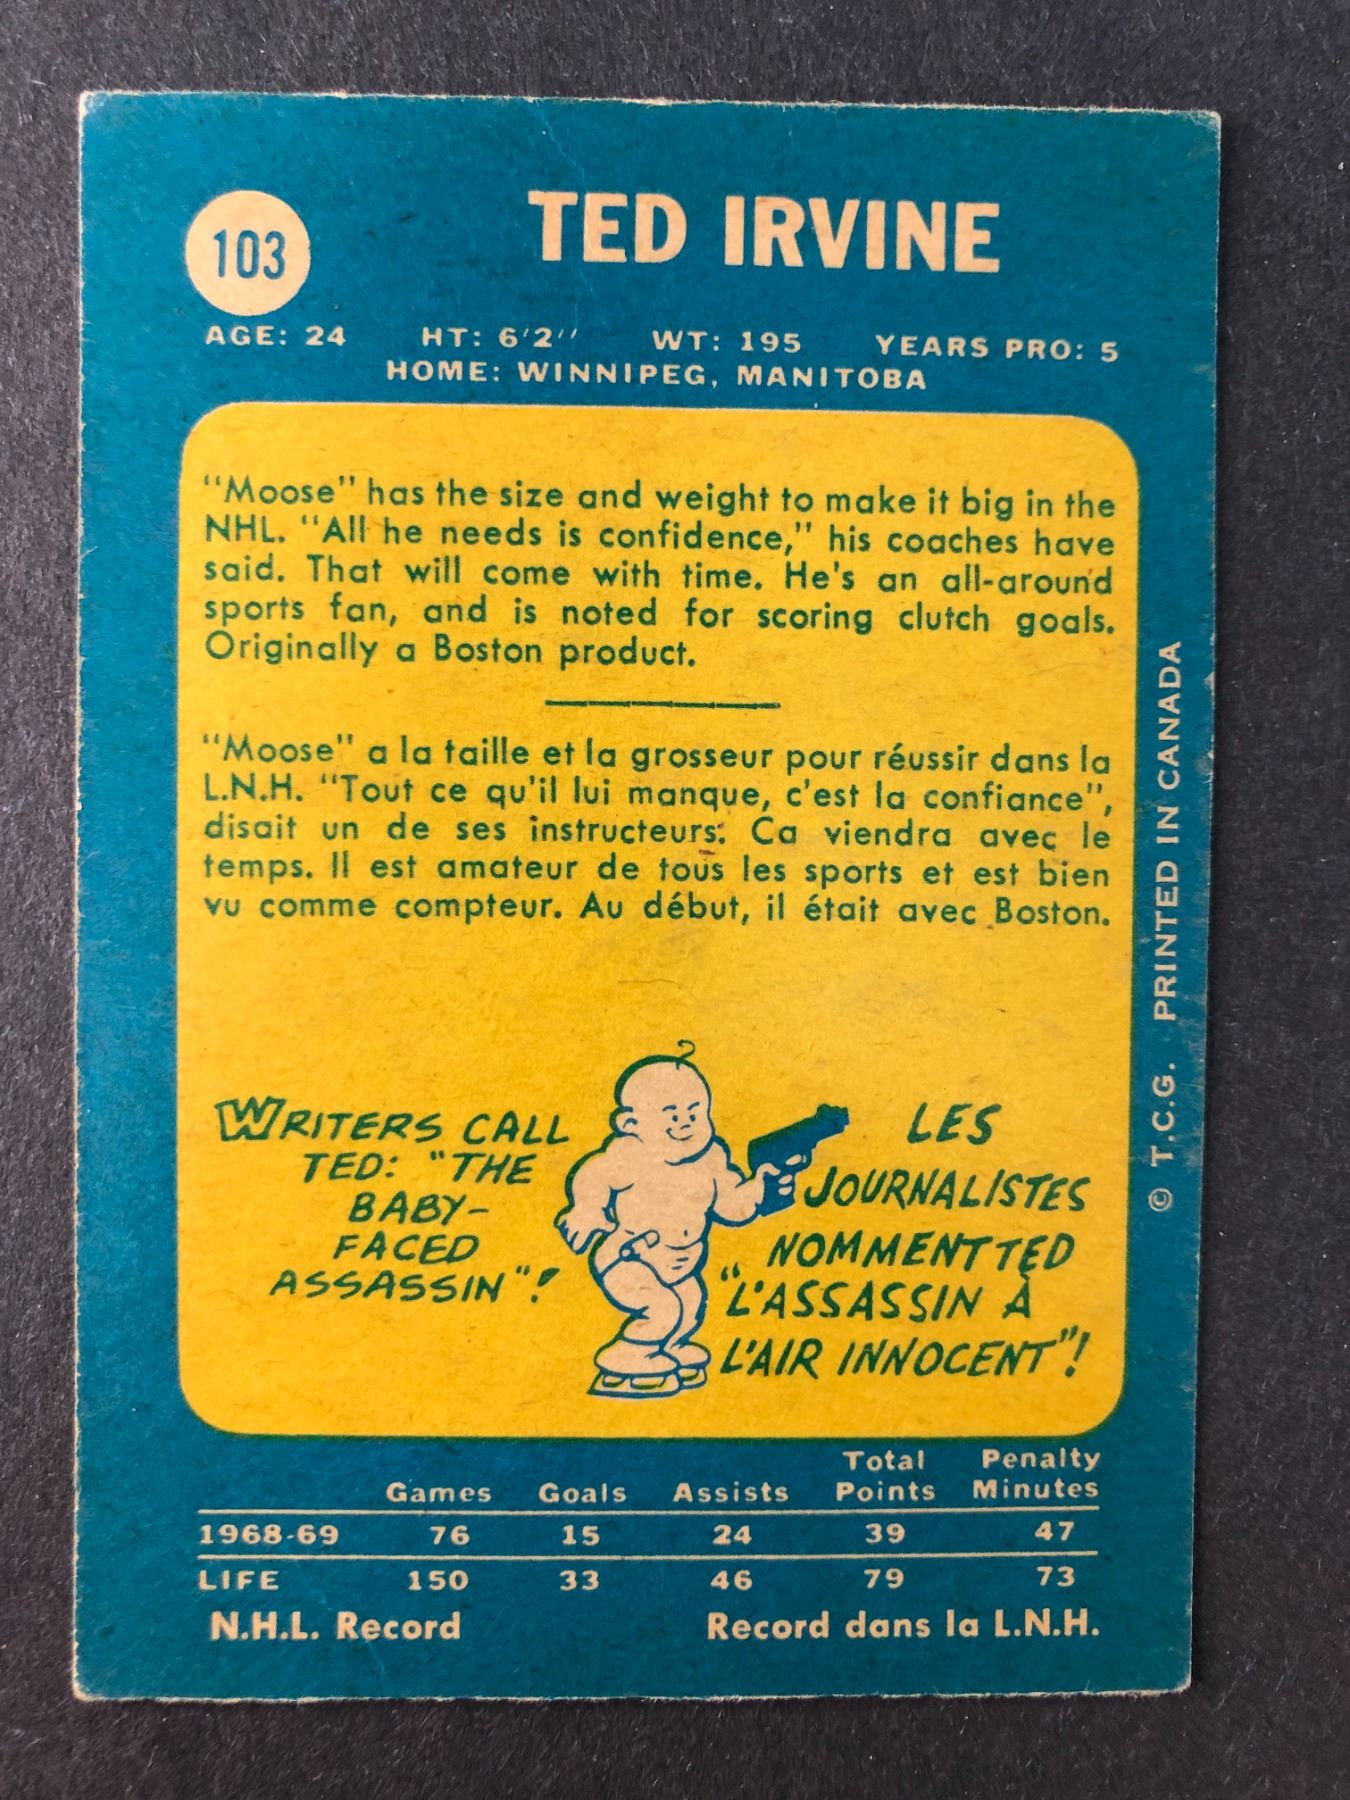 103
TED IRVINE
AGE: 24 HT: 6'2'' WT: 195 YEARS PRO: 5
HOME: WINNIPEG, MANITOBA
"Moose" has the size and weight to make it big in the
NHL. "All he needs is confidence," his coaches have
said. That will come with time. He's an all-around
sports fan, and is noted for scoring clutch goals.
Originally a Boston product.
"Moose" a la taille et la grosseur pour réussir dans la
L.N.H. "Tout ce qu'il lui manque, c'est la confiance",
disait un de ses instructeurs. Ca viendra avec le
temps. Il est amateur de tous les sports et est bien
vu comme compteur. Au début, il était avec Boston.
WRITERS CALL
TED: "THE
BABY-
FACED
ASSASSIN"!
LES
JOURNALISTES
NOMMENT TED
"L'ASSASSIN À
L'AIR INNOCENT"!
© T.C.G. PRINTED IN CANADA
Games Goals Assists Total Points Penalty Minutes
1968-69 76 15 24 39 47
LIFE 150 33 46 79 73
N.H.L. Record Record dans la L.N.H.